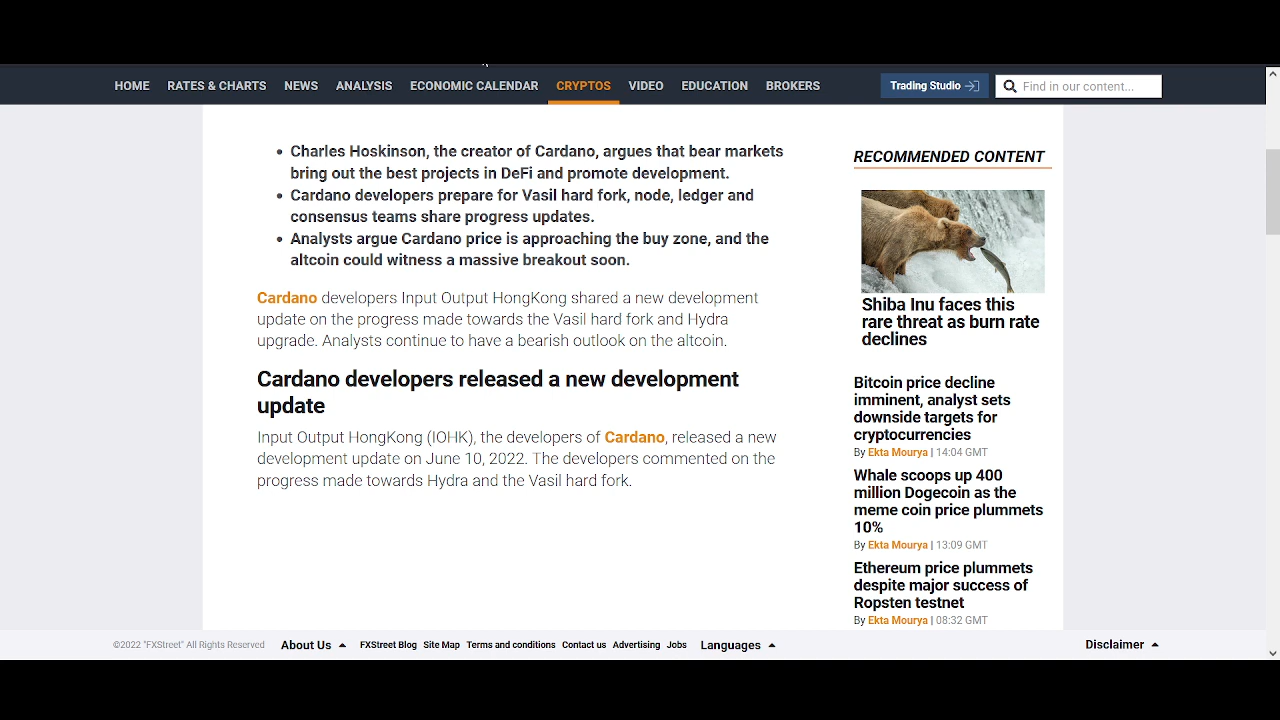 HOME RATES & CHARTS NEWS ANALYSIS ECONOMIC CALENDAR CRYPTOS VIDEO EDUCATION BROKERS Trading Studio Find in our content...
• Charles Hoskinson, the creator of Cardano, argues that bear markets
bring out the best projects in DeFi and promote development.
• Cardano developers prepare for Vasil hard fork, node, ledger and
consensus teams share progress updates.
• Analysts argue Cardano price is approaching the buy zone, and the
altcoin could witness a massive breakout soon.
Cardano developers Input Output HongKong shared a new development
update on the progress made towards the Vasil hard fork and Hydra
upgrade. Analysts continue to have a bearish outlook on the altcoin.
Cardano developers released a new development
update
Input Output HongKong (IOHK), the developers of Cardano, released a new
development update on June 10, 2022. The developers commented on the
progress made towards Hydra and the Vasil hard fork.
RECOMMENDED CONTENT
Shiba Inu faces this
rare threat as burn rate
declines
Bitcoin price decline
imminent, analyst sets
downside targets for
cryptocurrencies
By Ekta Mourya | 14:04 GMT
Whale scoops up 400
million Dogecoin as the
meme coin price plummets
10%
By Ekta Mourya | 13:09 GMT
Ethereum price plummets
despite major success of
Ropsten testnet
By Ekta Mourya | 08:32 GMT
©2022 "FXStreet" All Rights Reserved About Us FXStreet Blog Site Map Terms and conditions Contact us Advertising Jobs Languages Disclaimer